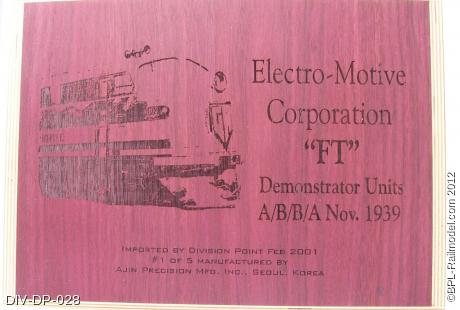 Electro-Motive
Corporation
"FT"
Demonstrator Units
A/B/B/A Nov. 1939
Imported by Division Point Feb 2001
#1 of 5 manufactured by
Ajin Precision Mfg. Inc., Seoul, Korea
DIV-DP-028
©BPL-Railmodel.com 2012